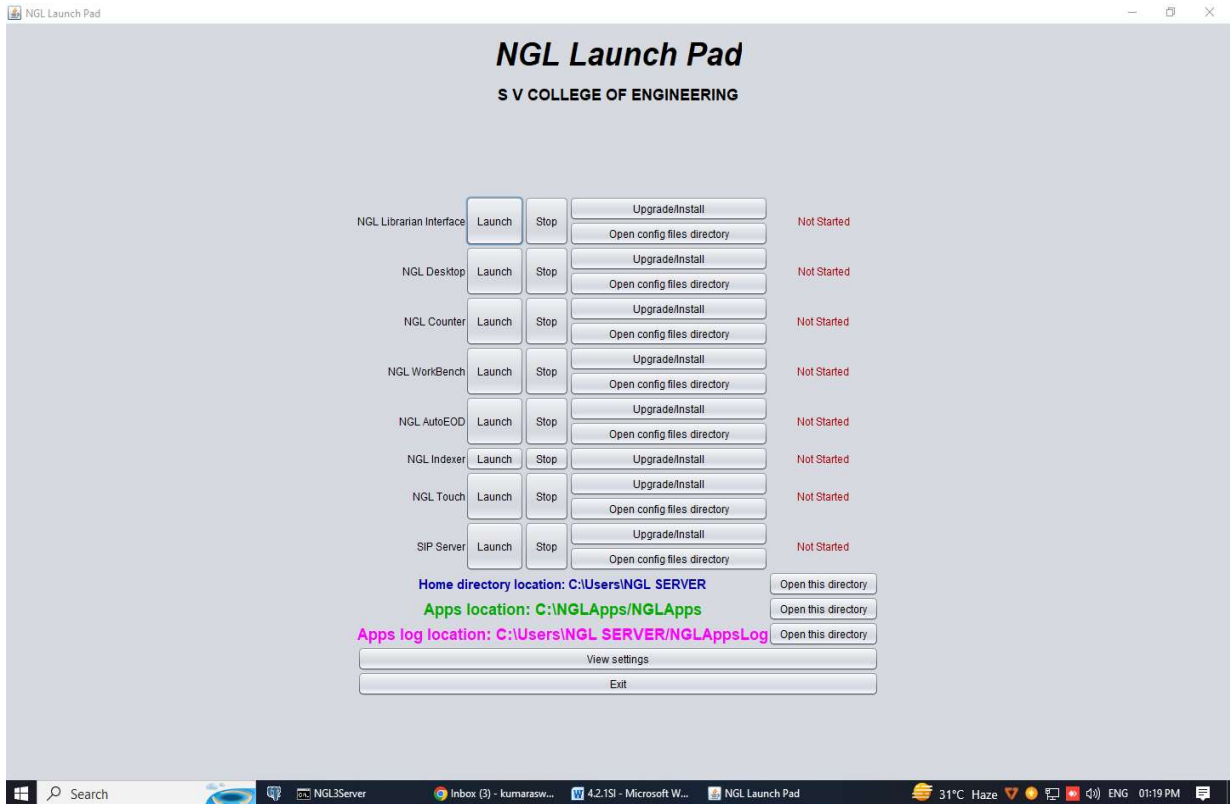 NGL Launch Pad
NGL Launch Pad
S V COLLEGE OF ENGINEERING
NGL Librarian Interface Launch Stop Upgrade/Install Not Started
Open config files directory
NGL Desktop Launch Stop Upgrade/Install Not Started
Open config files directory
NGL Counter Launch Stop Upgrade/Install Not Started
Open config files directory
NGL WorkBench Launch Stop Upgrade/Install Not Started
Open config files directory
NGL AutoEOD Launch Stop Upgrade/Install Not Started
Open config files directory
NGL Indexer Launch Stop Upgrade/Install Not Started
NGL Touch Launch Stop Upgrade/Install Not Started
Open config files directory
SIP Server Launch Stop Upgrade/Install Not Started
Open config files directory
Home directory location: C:\Users\NGL SERVER Open this directory
Apps location: C:\NGLApps/NGLApps Open this directory
Apps log location: C:\Users\NGL SERVER/NGLAppsLog Open this directory
View settings
Exit
Search NGL3Server Inbox (3) - kumarasw... 4.2.1SI - Microsoft W... NGL Launch Pad 31°C Haze ENG 01:19 PM